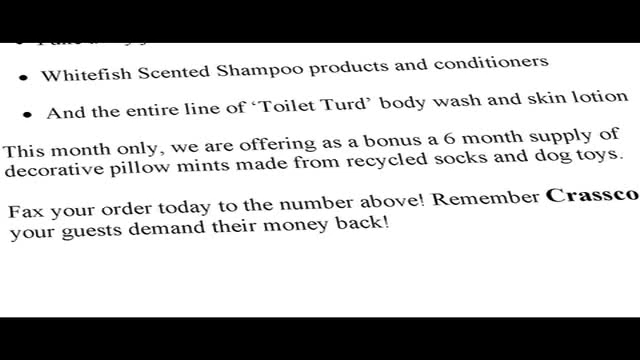 • Whitefish Scented Shampoo products and conditioners
• And the entire line of ‘Toilet Turd’ body wash and skin lotion
This month only, we are offering as a bonus a 6 month supply of
decorative pillow mints made from recycled socks and dog toys.
Fax your order today to the number above! Remember Crassco
your guests demand their money back!